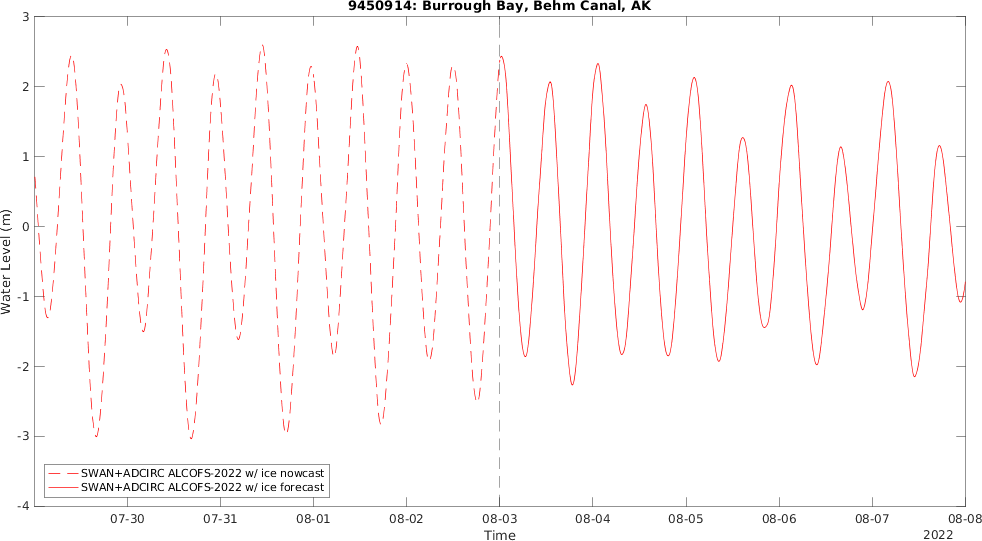 9450914: Burrough Bay, Behm Canal, AK
3
2
1
0
-1
-2
-3
-4
Water Level (m)
SWAN+ADCIRC ALCOFS-2022 w/ ice nowcast
SWAN+ADCIRC ALCOFS-2022 w/ ice forecast
07-30 07-31 08-01 08-02 08-03 08-04 08-05 08-06 08-07 08-08
Time
2022